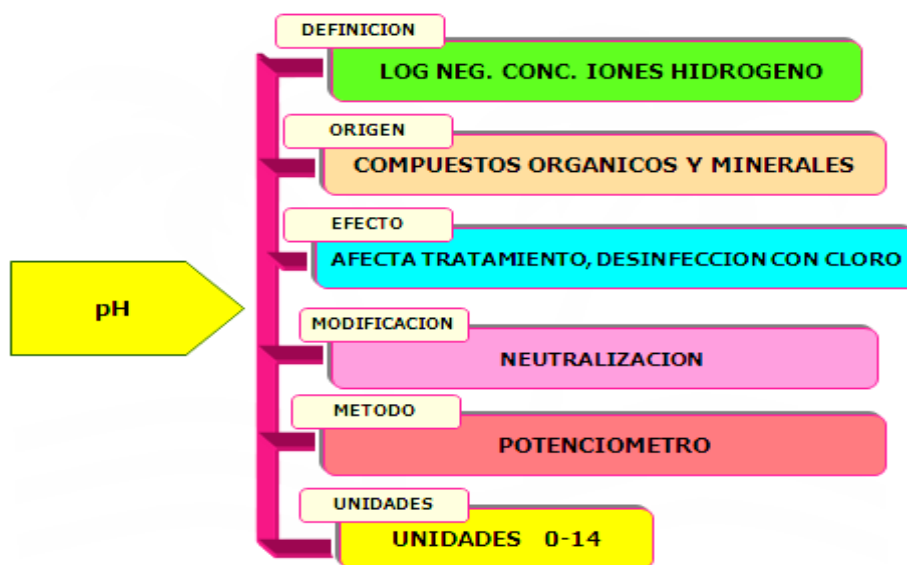 DEFINICION
LOG NEG. CONC. IONES HIDROGENO
ORIGEN
COMPUESTOS ORGANICOS Y MINERALES
EFECTO
AFECTA TRATAMIENTO, DESINFECCION CON CLORO
pH
MODIFICACION
NEUTRALIZACION
METODO
POTENCIOMETRO
UNIDADES
UNIDADES 0-14